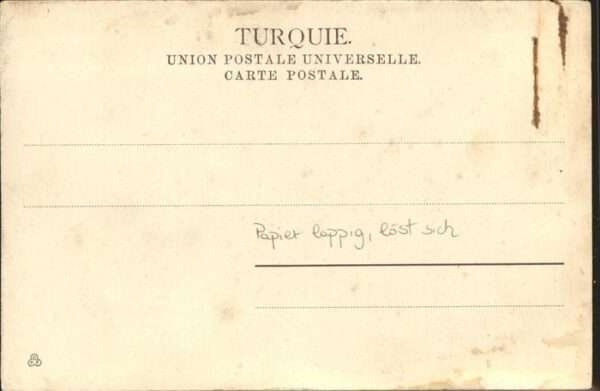 TURQUIE.
UNION POSTALE UNIVERSELLE.
CARTE POSTALE.
Papier lappig, löst sich